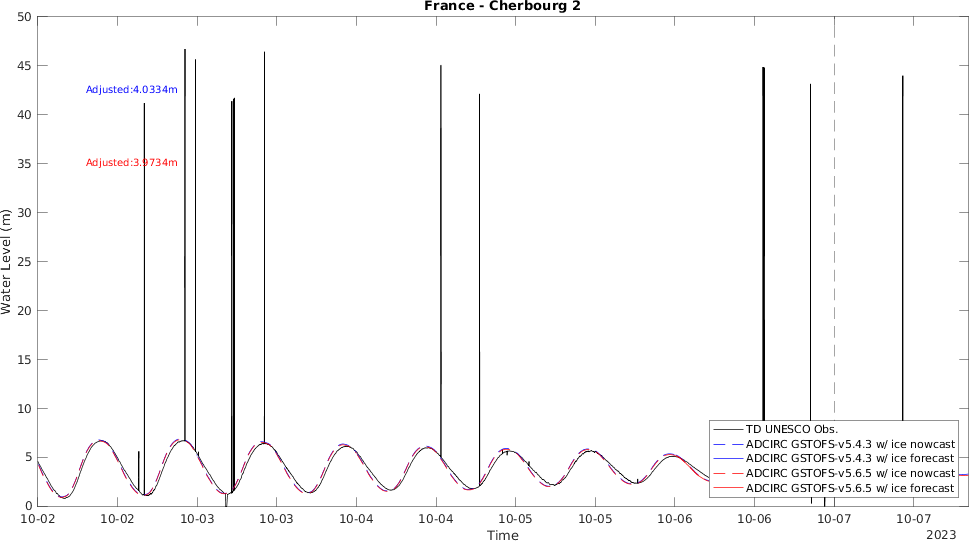 France - Cherbourg 2
50
45
40
35
30
25
20
15
10
5
0
Water Level (m)
Adjusted:4.0334m
Adjusted:3.9734m
TD UNESCO Obs.
ADCIRC GSTOFS-v5.4.3 w/ ice nowcast
ADCIRC GSTOFS-v5.4.3 w/ ice forecast
ADCIRC GSTOFS-v5.6.5 w/ ice nowcast
ADCIRC GSTOFS-v5.6.5 w/ ice forecast
10-02 10-02 10-03 10-03 10-04 10-04 10-05 10-05 10-06 10-06 10-07 10-07
Time
2023